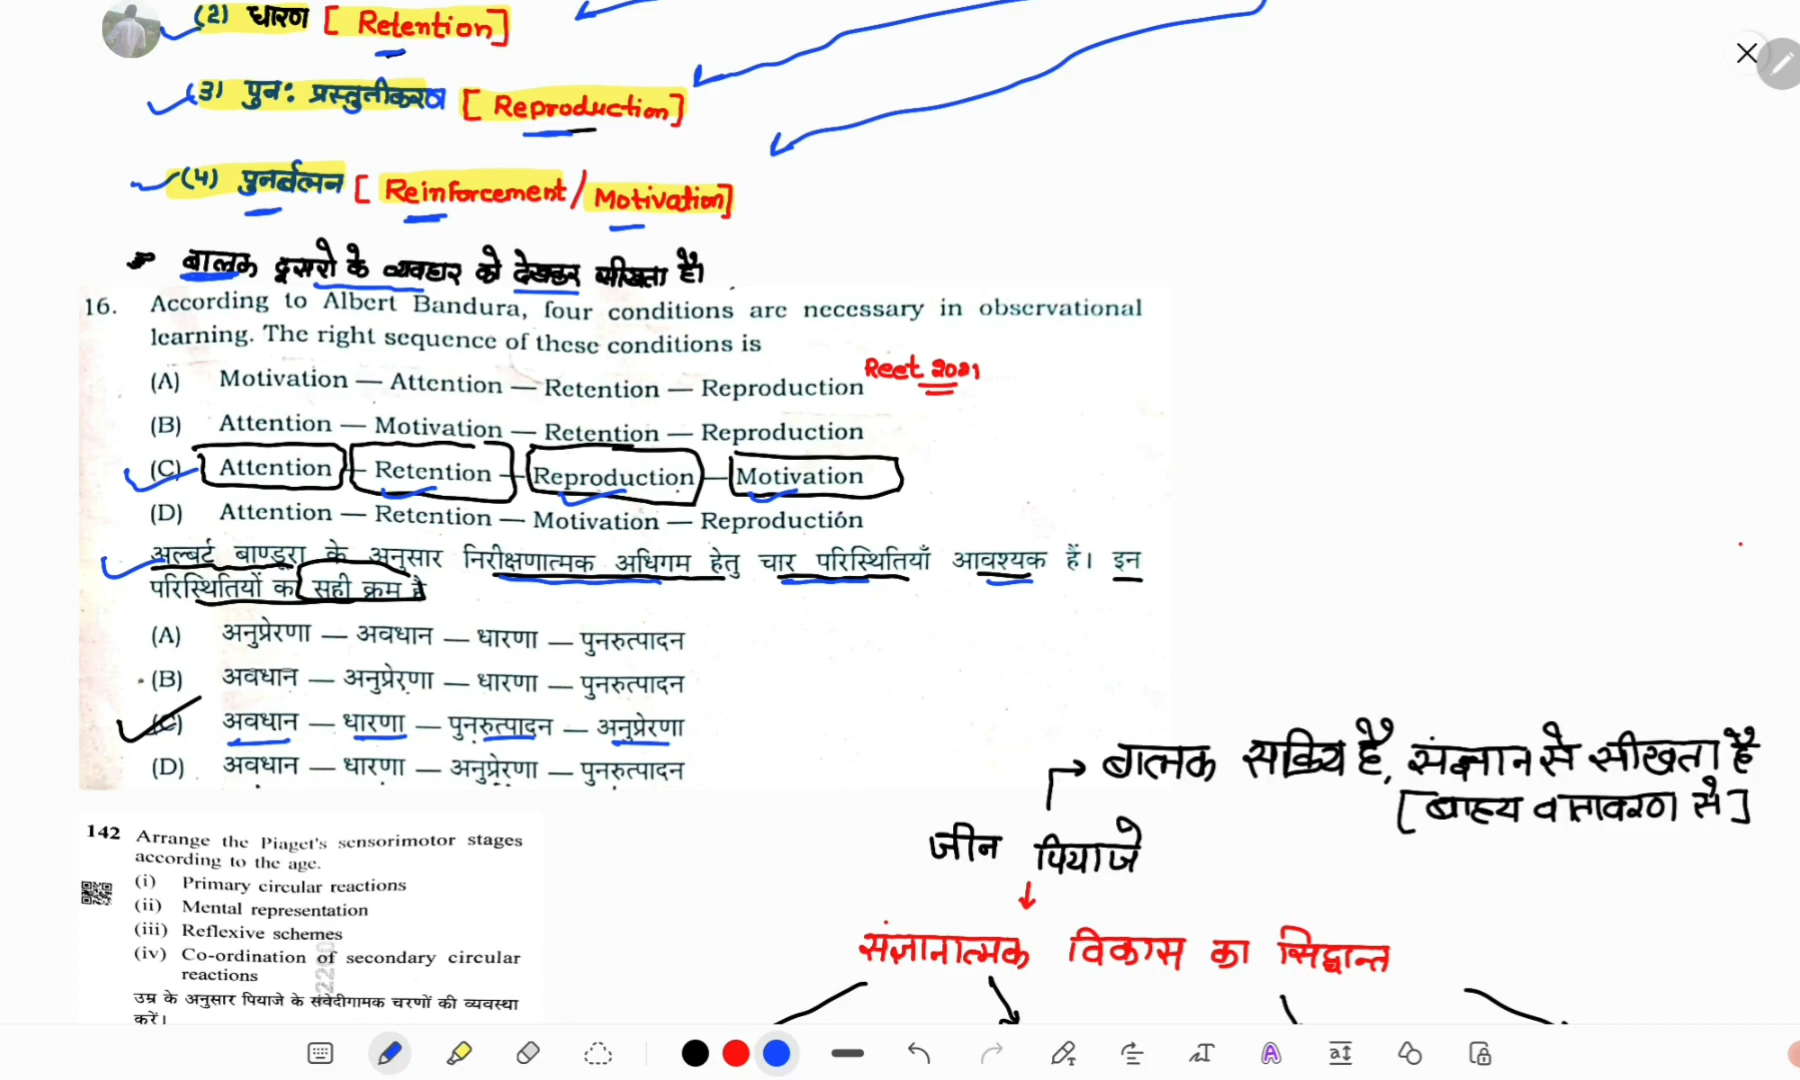 (2) धारण [ Retention]
(3) पुन: प्रस्तुतीकरण [ Reproduction]
(4) पुनर्बलन [ Reinforcement/ Motivation]
बालक दूसरो के व्यवहार को देखकर सीखता है।
16. According to Albert Bandura, four conditions are necessary in observational
learning. The right sequence of these conditions is
(A) Motivation — Attention — Retention — Reproduction
Reet 2021
(B) Attention — Motivation — Retention — Reproduction
(C) Attention — Retention — Reproduction — Motivation
(D) Attention — Retention — Motivation — Reproduction
अल्बर्ट बाण्डूरा के अनुसार निरीक्षणात्मक अधिगम हेतु चार परिस्थितियाँ आवश्यक हैं। इन
परिस्थितियों का सही क्रम है
(A) अनुप्रेरणा — अवधान — धारणा — पुनरुत्पादन
(B) अवधान — अनुप्रेरणा — धारणा — पुनरुत्पादन
(C) अवधान — धारणा — पुनरुत्पादन — अनुप्रेरणा
(D) अवधान — धारणा — अनुप्रेरणा — पुनरुत्पादन
बालक सक्रिय है, संज्ञान से सीखता है
[बाह्य वातावरण से]
जीन पियाजे
संज्ञानात्मक विकास का सिद्धान्त
142 Arrange the Piaget's sensorimotor stages
according to the age.
(i) Primary circular reactions
(ii) Mental representation
(iii) Reflexive schemes
(iv) Co-ordination of secondary circular
reactions
उम्र के अनुसार पियाजे के संवेदीगामक चरणों की व्यवस्था
करें।